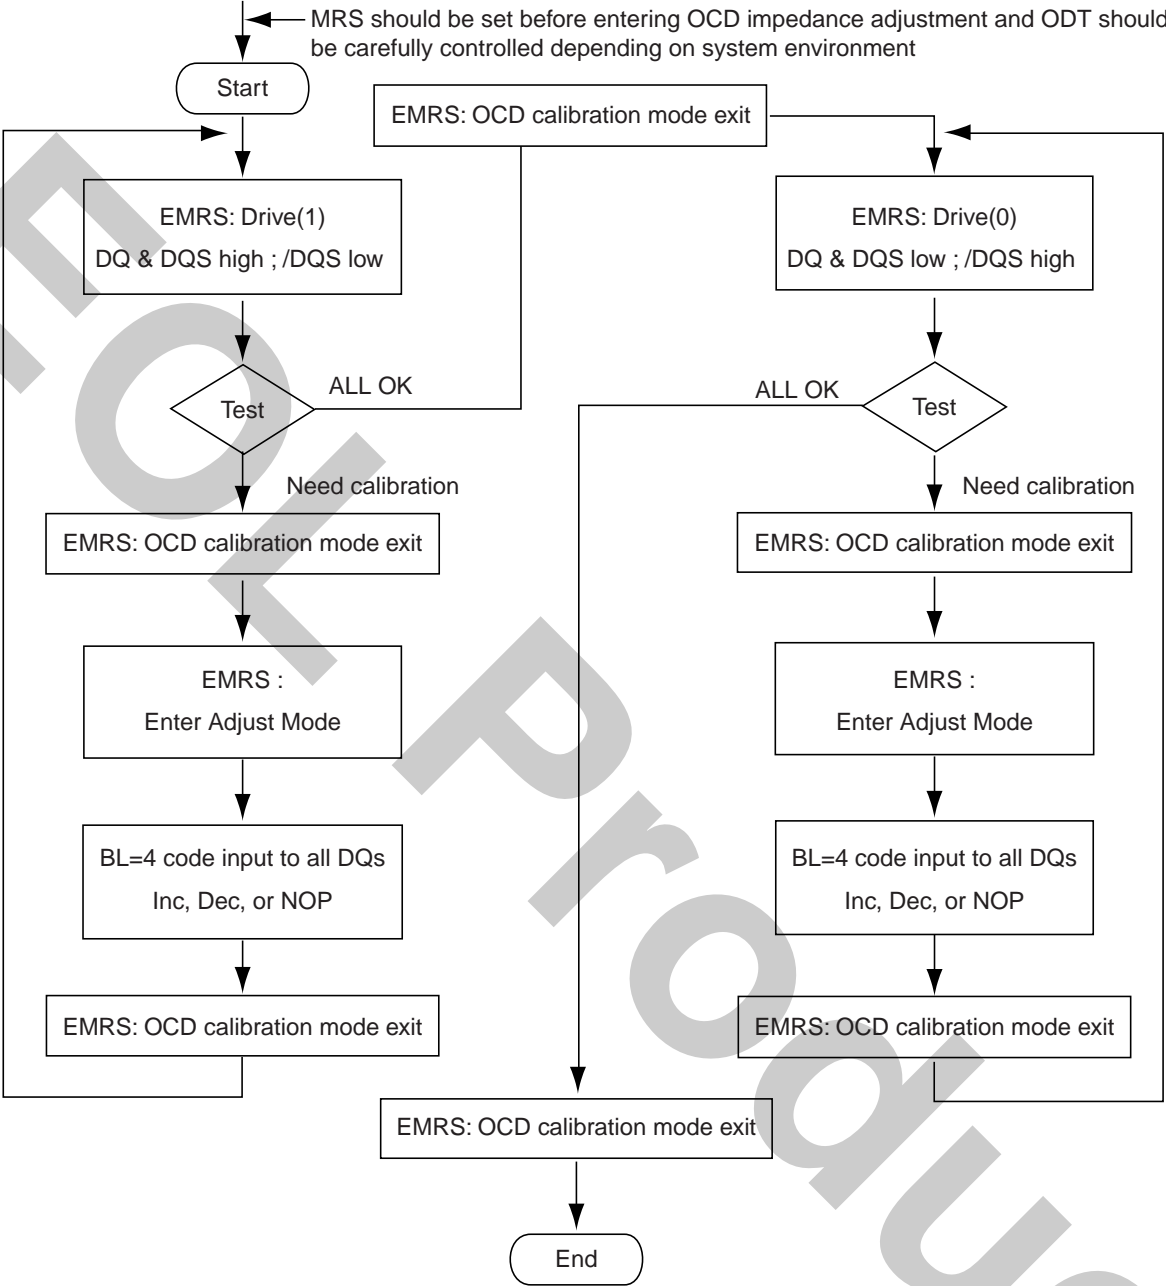 MRS should be set before entering OCD impedance adjustment and ODT should
be carefully controlled depending on system environment
Start
EMRS: OCD calibration mode exit
EMRS: Drive(1)
DQ & DQS high ; /DQS low
Test
ALL OK
Need calibration
EMRS: OCD calibration mode exit
EMRS :
Enter Adjust Mode
BL=4 code input to all DQs
Inc, Dec, or NOP
EMRS: OCD calibration mode exit
EMRS: Drive(0)
DQ & DQS low ; /DQS high
ALL OK
Test
Need calibration
EMRS: OCD calibration mode exit
EMRS :
Enter Adjust Mode
BL=4 code input to all DQs
Inc, Dec, or NOP
EMRS: OCD calibration mode exit
EMRS: OCD calibration mode exit
End
EOL Produc